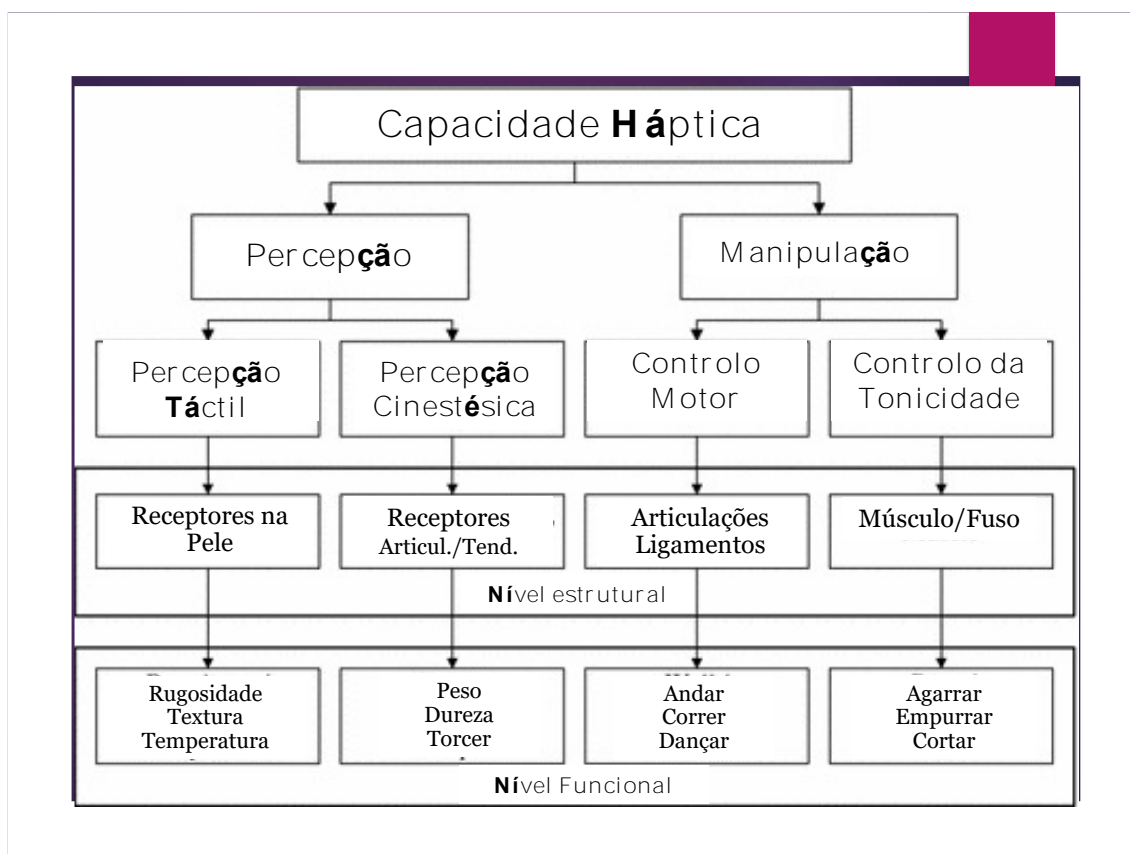 Capacidade Háptica
Percepção
Manipulação
Percepção
Táctil
Percepção
Cinestésica
Controlo
Motor
Controlo da
Tonicidade
Receptores na
Pele
Receptores
Articul./Tend.
Articulações
Ligamentos
Músculo/Fuso
Nível estrutural
Rugosidade
Textura
Temperatura
Peso
Dureza
Torcer
Andar
Correr
Dançar
Agarrar
Empurrar
Cortar
Nível Funcional